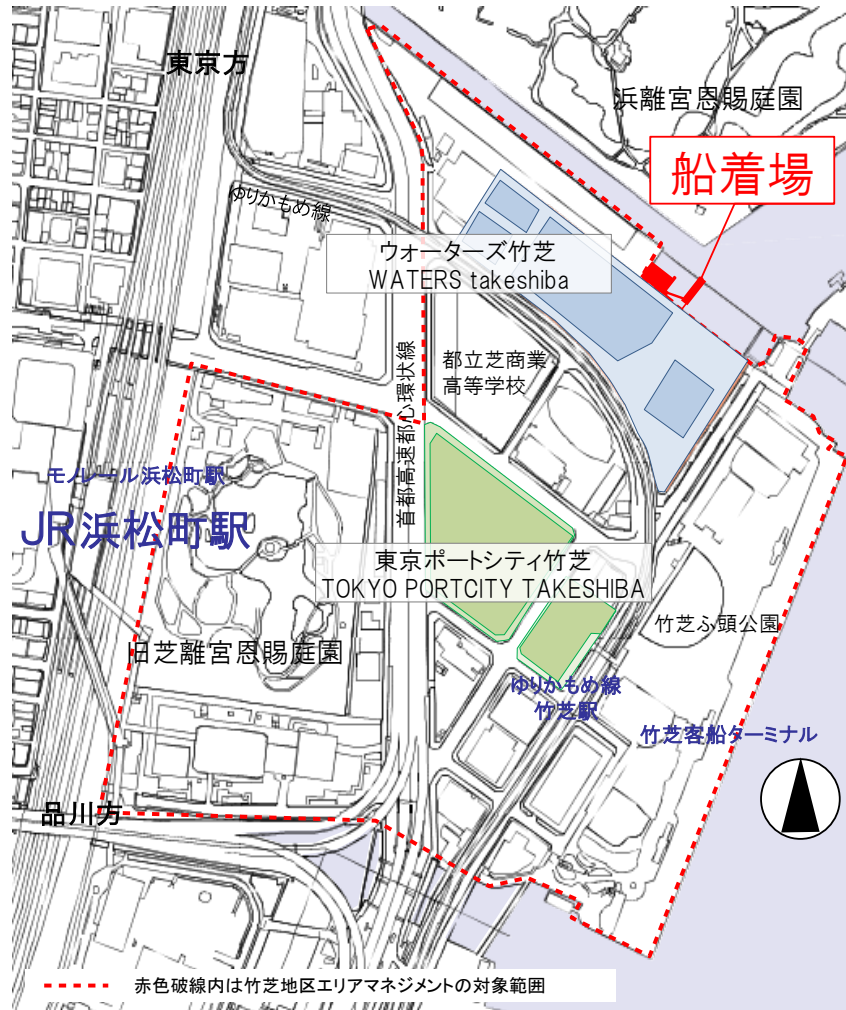 東京方
浜離宮恩賜庭園
船着場
ゆりかもめ線
ウォーターズ竹芝
WATERS takeshiba
首都高速都心環状線
都立芝商業
高等学校
モノレール浜松町駅
JR浜松町駅
東京ポートシティ竹芝
TOKYO PORTCITY TAKESHIBA
竹芝ふ頭公園
旧芝離宮恩賜庭園
ゆりかもめ線
竹芝駅
竹芝客船ターミナル
品川方
赤色破線内は竹芝地区エリアマネジメントの対象範囲